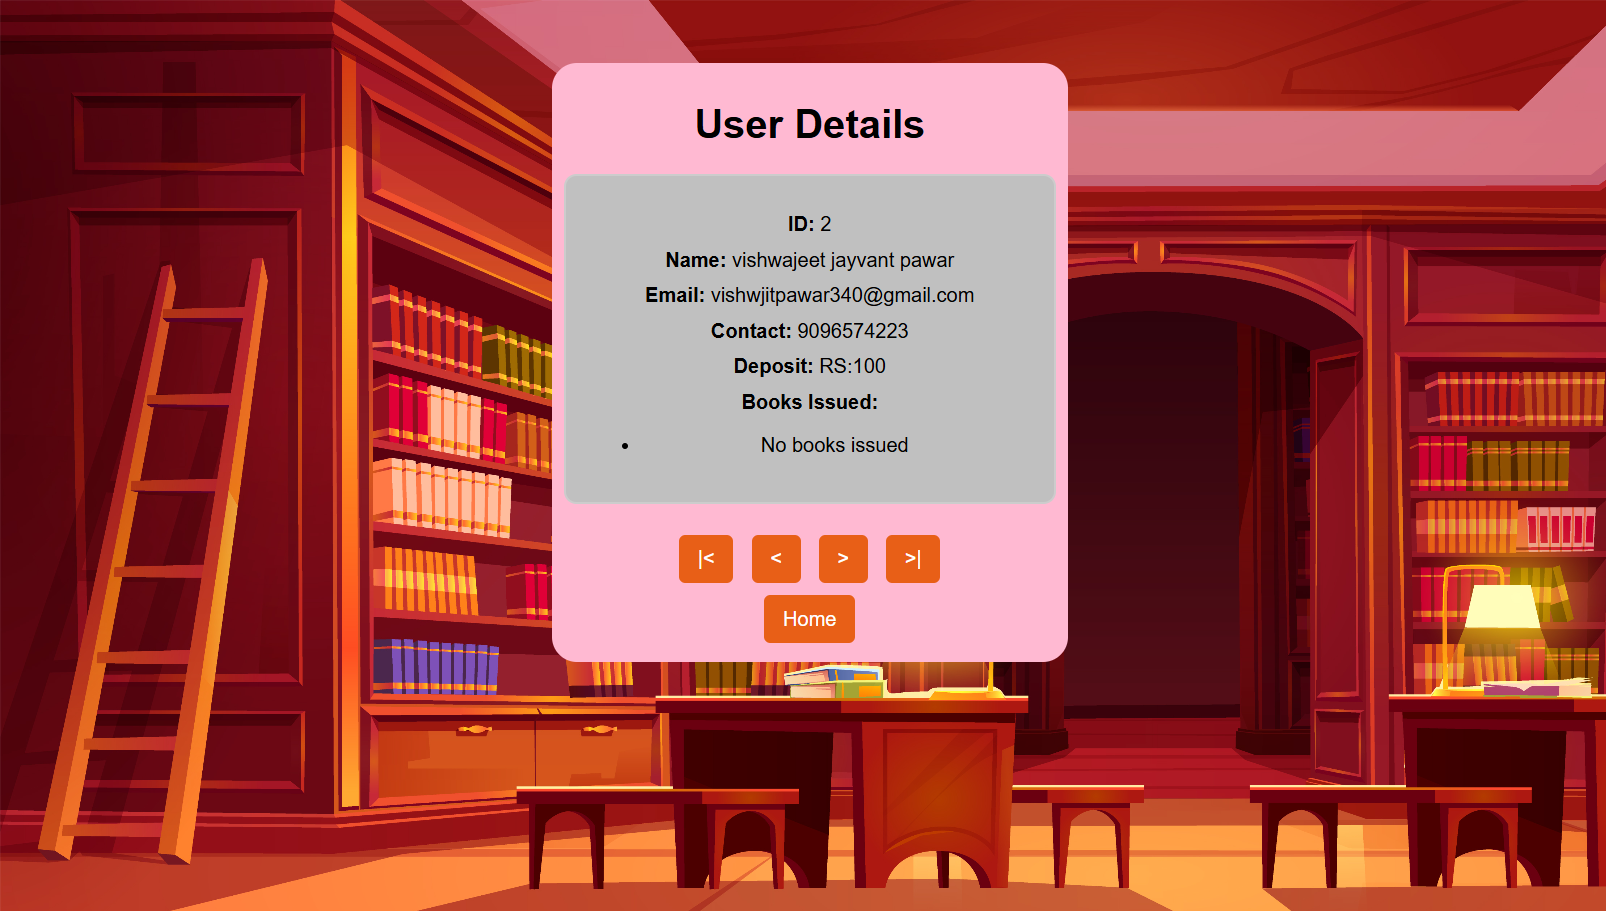 User Details
ID: 2
Name: vishwajeet jayvant pawar
Email: vishwjitpawar340@gmail.com
Contact: 9096574223
Deposit: RS:100
Books Issued:
• No books issued
|< < > >|
Home